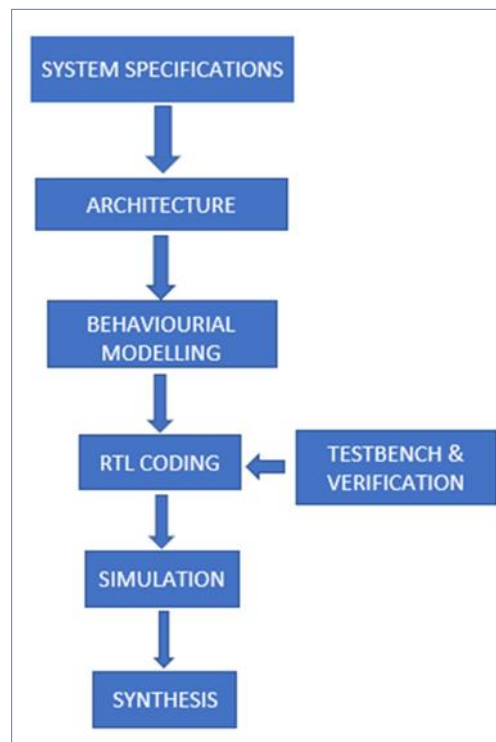 SYSTEM SPECIFICATIONS
ARCHITECTURE
BEHAVIOURIAL
MODELLING
RTL CODING
TESTBENCH &
VERIFICATION
SIMULATION
SYNTHESIS